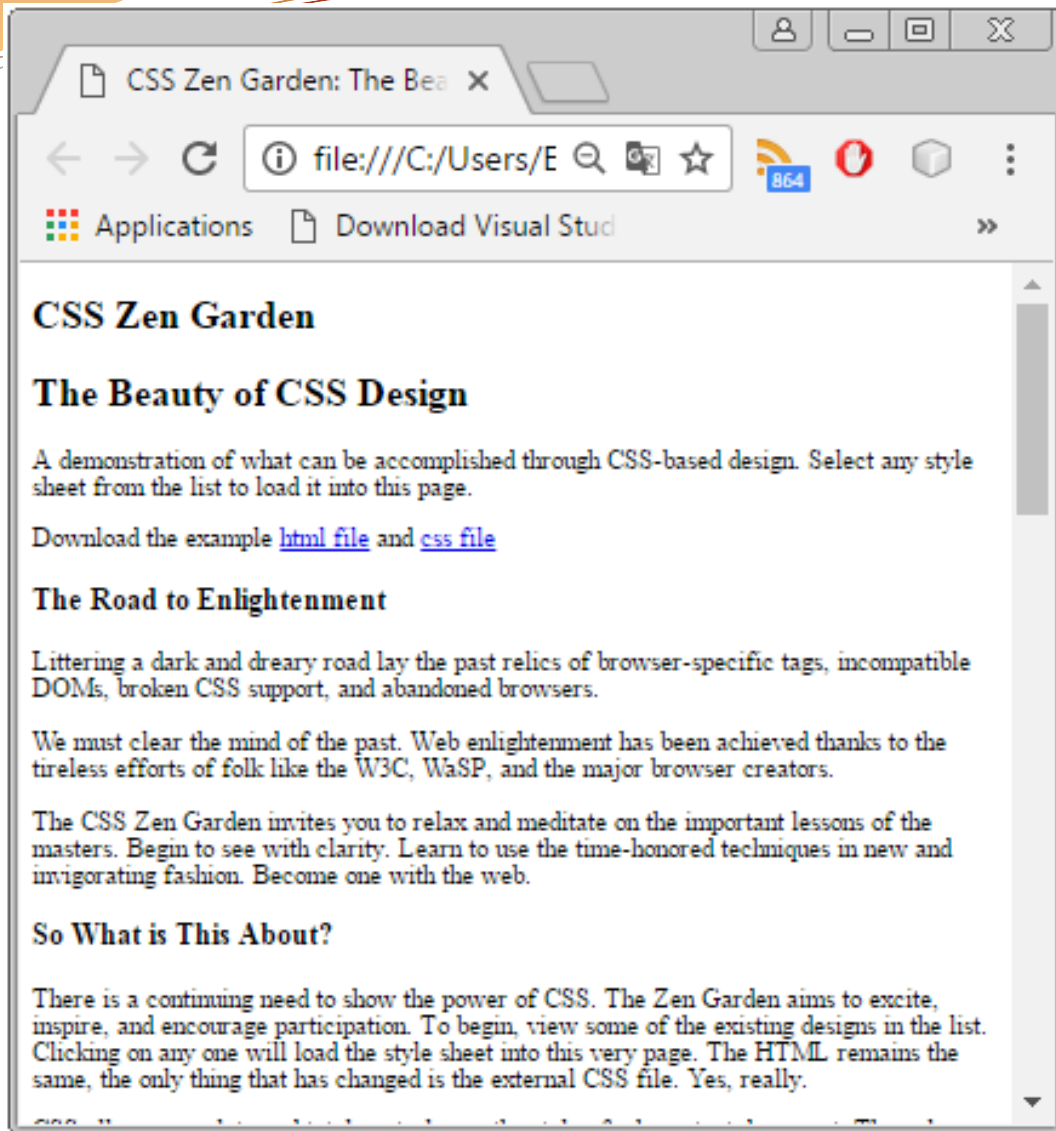 CSS Zen Garden: The Bea
file:///C:/Users/E
864
Applications Download Visual Stud
CSS Zen Garden
The Beauty of CSS Design
A demonstration of what can be accomplished through CSS-based design. Select any style
sheet from the list to load it into this page.
Download the example html file and css file
The Road to Enlightenment
Littering a dark and dreary road lay the past relics of browser-specific tags, incompatible
DOMs, broken CSS support, and abandoned browsers.
We must clear the mind of the past. Web enlightenment has been achieved thanks to the
tireless efforts of folk like the W3C, WaSP, and the major browser creators.
The CSS Zen Garden invites you to relax and meditate on the important lessons of the
masters. Begin to see with clarity. Learn to use the time-honored techniques in new and
invigorating fashion. Become one with the web.
So What is This About?
There is a continuing need to show the power of CSS. The Zen Garden aims to excite,
inspire, and encourage participation. To begin, view some of the existing designs in the list.
Clicking on any one will load the style sheet into this very page. The HTML remains the
same, the only thing that has changed is the external CSS file. Yes, really.